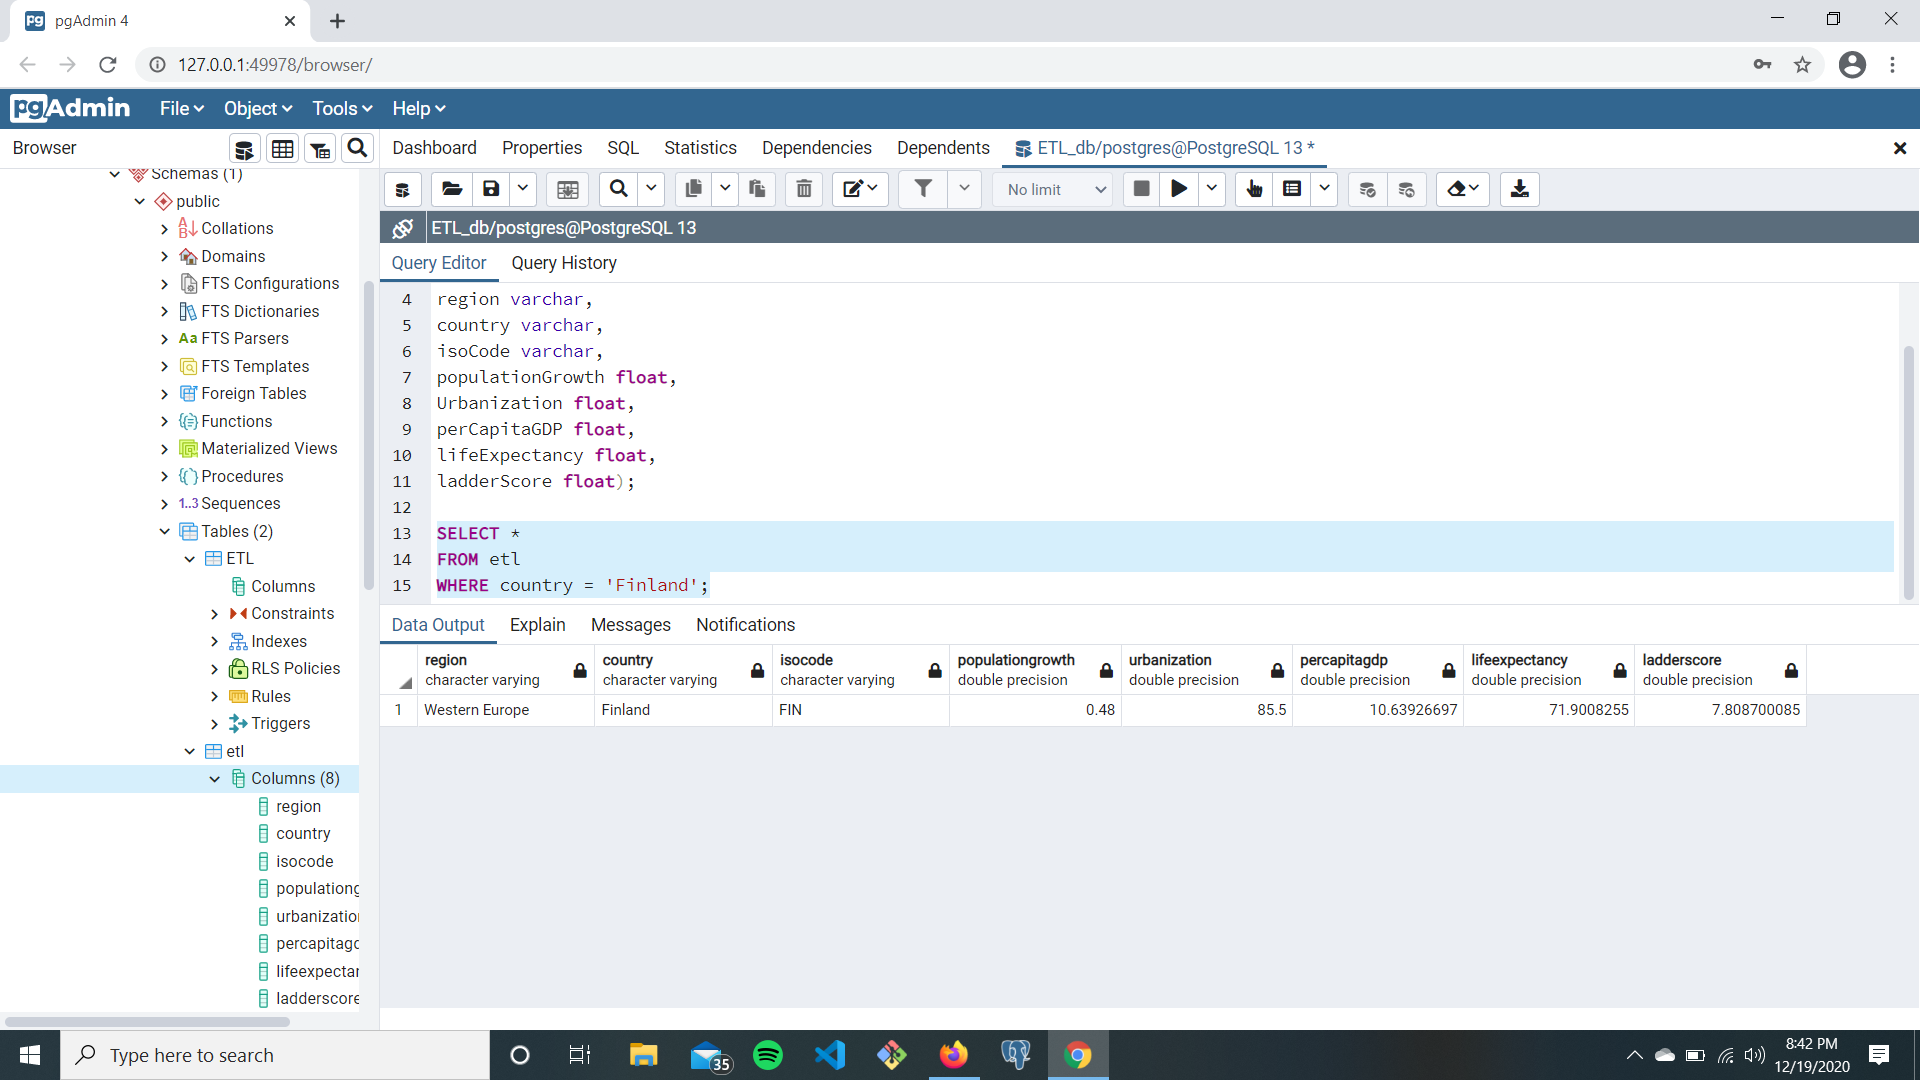 pgAdmin 4
127.0.0.1:49978/browser/
pgAdmin File Object Tools Help
Browser Dashboard Properties SQL Statistics Dependencies Dependents ETL_db/postgres@PostgreSQL 13 *
No limit
ETL_db/postgres@PostgreSQL 13
Query Editor Query History
Schemas (1)
public
Collations
Domains
FTS Configurations
FTS Dictionaries
Aa FTS Parsers
FTS Templates
Foreign Tables
Functions
Materialized Views
Procedures
1..3 Sequences
Tables (2)
ETL
Columns
Constraints
Indexes
RLS Policies
Rules
Triggers
etl
Columns (8)
region
country
isocode
populationg
urbanizatio
percapitagd
lifeexpectan
ladderscore
4 region varchar,
5 country varchar,
6 isoCode varchar,
7 populationGrowth float,
8 Urbanization float,
9 perCapitaGDP float,
10 lifeExpectancy float,
11 ladderScore float);
12
13 SELECT *
14 FROM etl
15 WHERE country = 'Finland';
Data Output Explain Messages Notifications
region country isocode populationgrowth urbanization percapitagdp lifeexpectancy ladderscore
character varying character varying character varying double precision double precision double precision double precision double precision
1 Western Europe Finland FIN 0.48 85.5 10.63926697 71.9008255 7.808700085
Type here to search
35
8:42 PM
12/19/2020